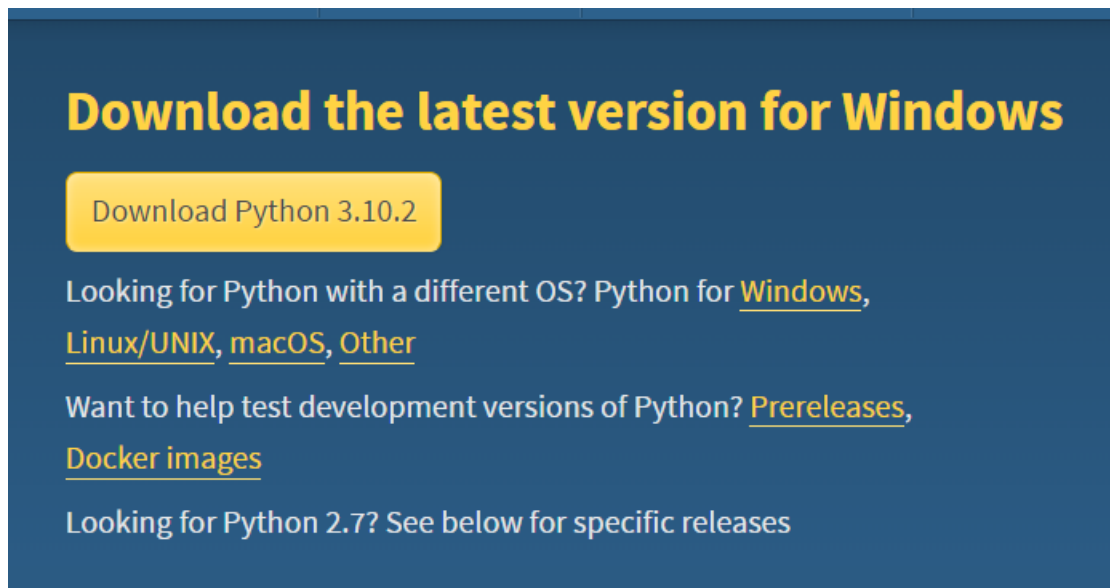 Download the latest version for Windows
Download Python 3.10.2
Looking for Python with a different OS? Python for Windows,
Linux/UNIX, macOS, Other
Want to help test development versions of Python? Prereleases,
Docker images
Looking for Python 2.7? See below for specific releases